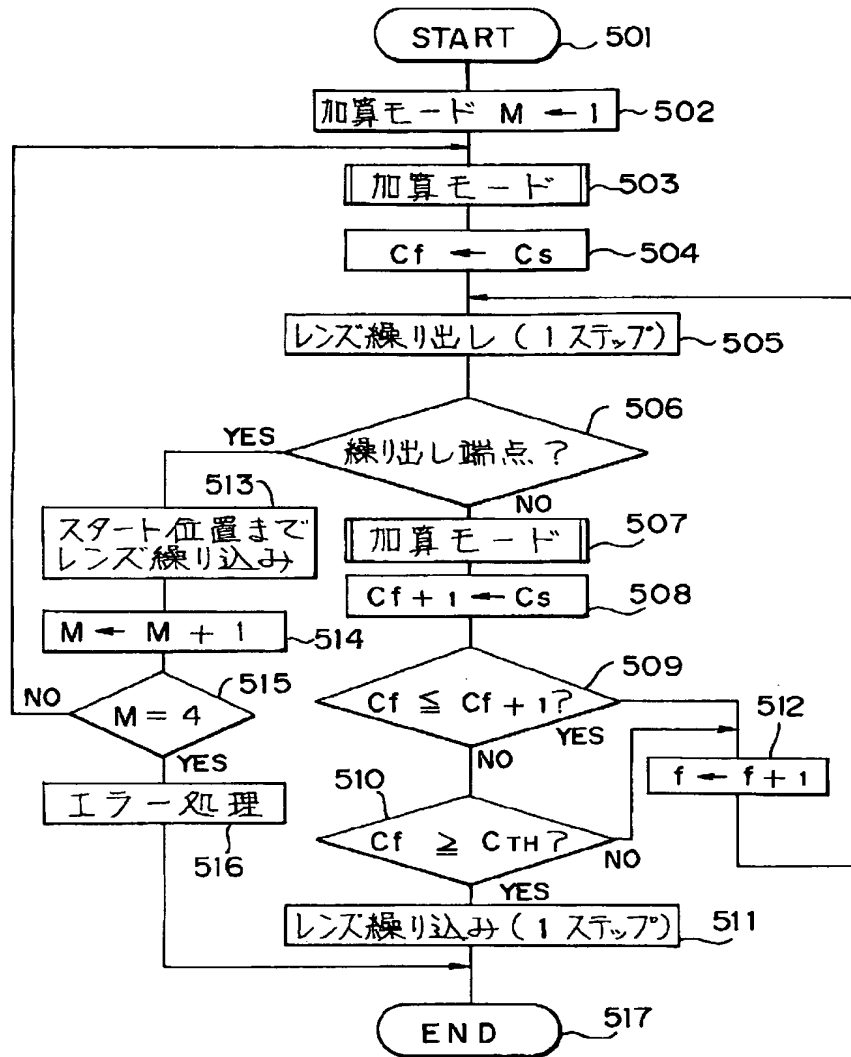 START
501
加算モード M ← 1
502
加算モード
503
Cf ← Cs
504
レンズ繰り出し(1ステップ)
505
506
繰り出し端点?
YES
NO
513
スタート位置まで
レンズ繰り込み
加算モード
507
Cf+1 ← Cs
508
M ← M + 1
514
515
M = 4
NO
YES
509
Cf ≦ Cf+1?
YES
NO
512
f ← f+1
エラー処理
516
510
Cf ≧ CTH?
NO
YES
レンズ繰り込み(1ステップ)
511
END
517